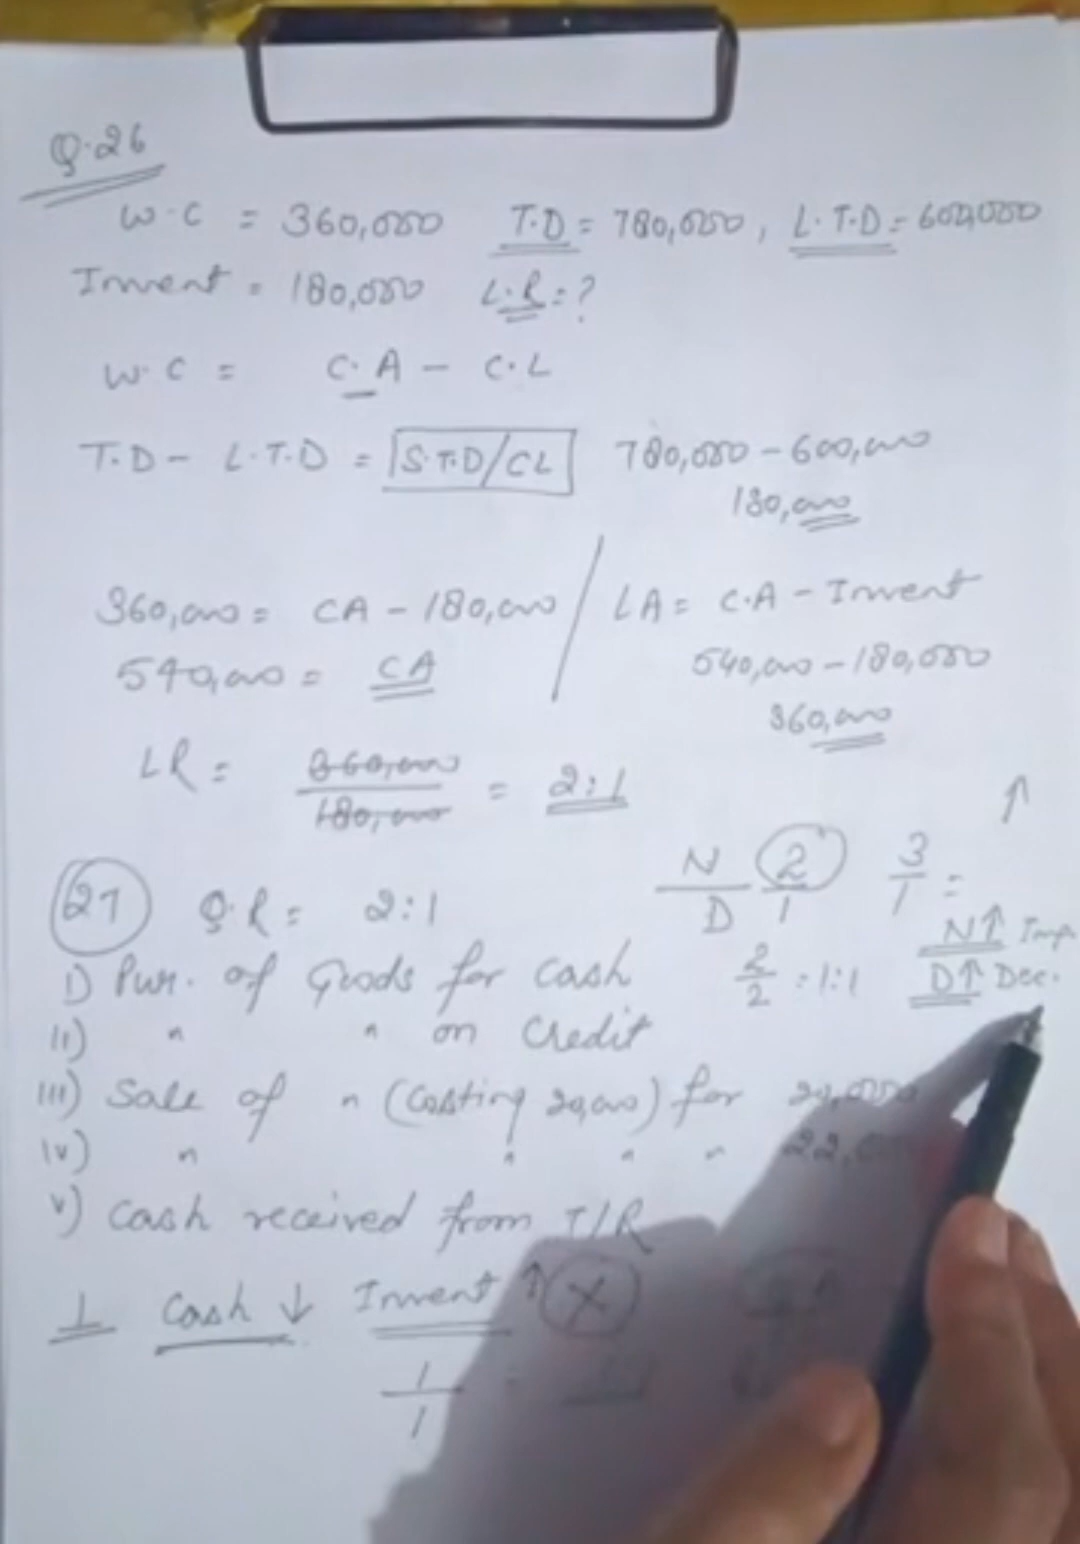 Q.26
W.C = 360,000 T.D = 780,000, L.T.D = 600,000
Invent = 180,000 L.R = ?
W.C = C.A - C.L
T.D - L.T.D = S.T.D/CL 780,000 - 600,000
180,000
360,000 = CA - 180,000 / LA = C.A - Invent
540,000 = CA 540,000 - 180,000
360,000
LR = 360,000/180,000 = 2:1
27 Q.R = 2:1 N/D 2/1 3/1 = ↑
N↑ Imp
I) Pur. of Goods for cash 2/2 = 1:1 D↑ Dec.
II) " " on Credit
III) Sale of " (Costing 20,000) for
IV) " " " "
V) Cash received from
I Cash ↓ Invent ↑ X
1/1